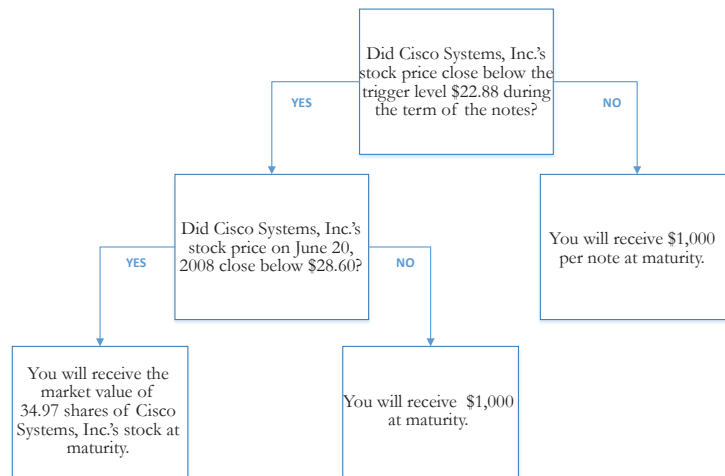 Did Cisco Systems, Inc.'s
stock price close below the
trigger level $22.88 during
the term of the notes?
YES
NO
Did Cisco Systems, Inc.'s
stock price on June 20,
2008 close below $28.60?
You will receive $1,000
per note at maturity.
YES
NO
You will receive the
market value of
34.97 shares of Cisco
Systems, Inc.'s stock at
maturity.
You will receive $1,000
at maturity.